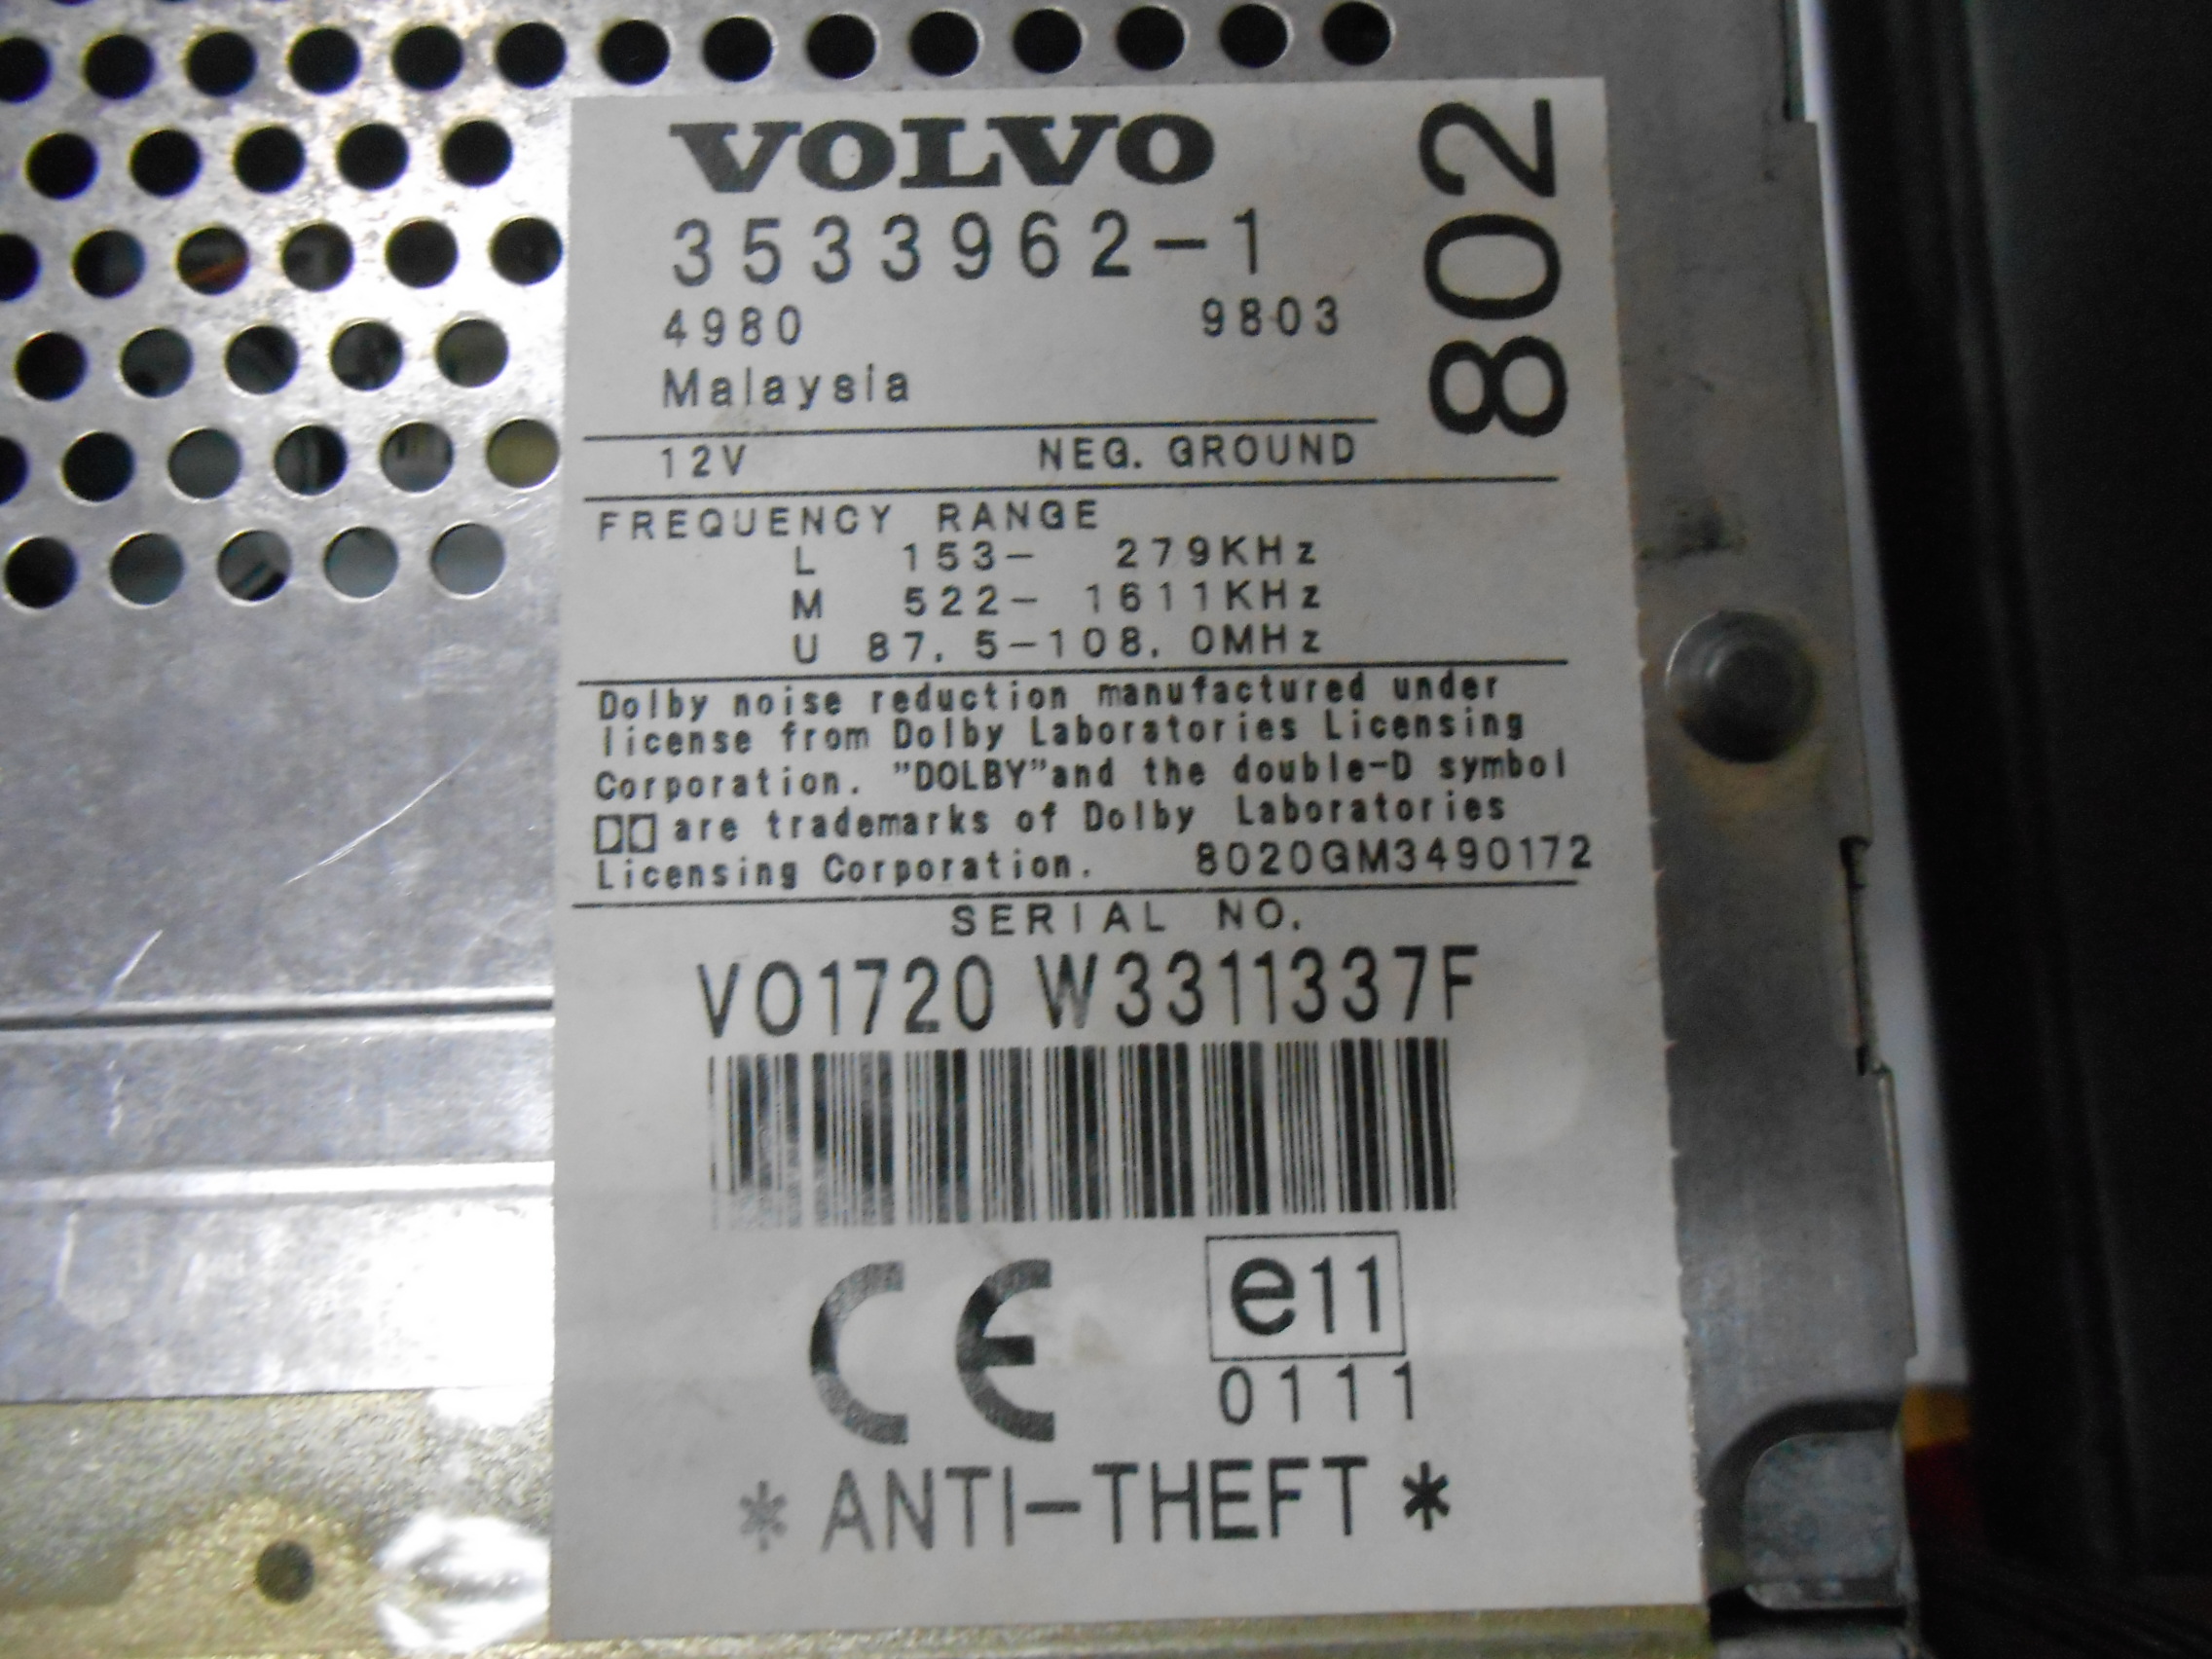 VOLVO
802
3533962-1
4980 9803
Malaysia
12V NEG. GROUND
FREQUENCY RANGE
L 153- 279KHz
M 522- 1611KHz
U 87.5-108.0MHz
Dolby noise reduction manufactured under
license from Dolby Laboratories Licensing
Corporation. "DOLBY"and the double-D symbol
are trademarks of Dolby Laboratories
Licensing Corporation. 8020GM3490172
SERIAL NO.
VO1720 W3311337F
CE e11
0111
* ANTI-THEFT *